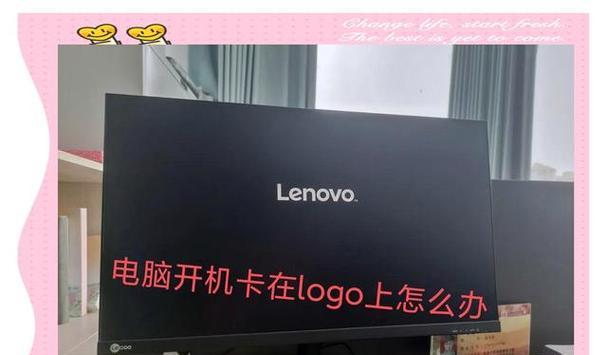 Change life, start fresh.
The best is yet to come.
Lenovo
电脑开机卡在logo上怎么办